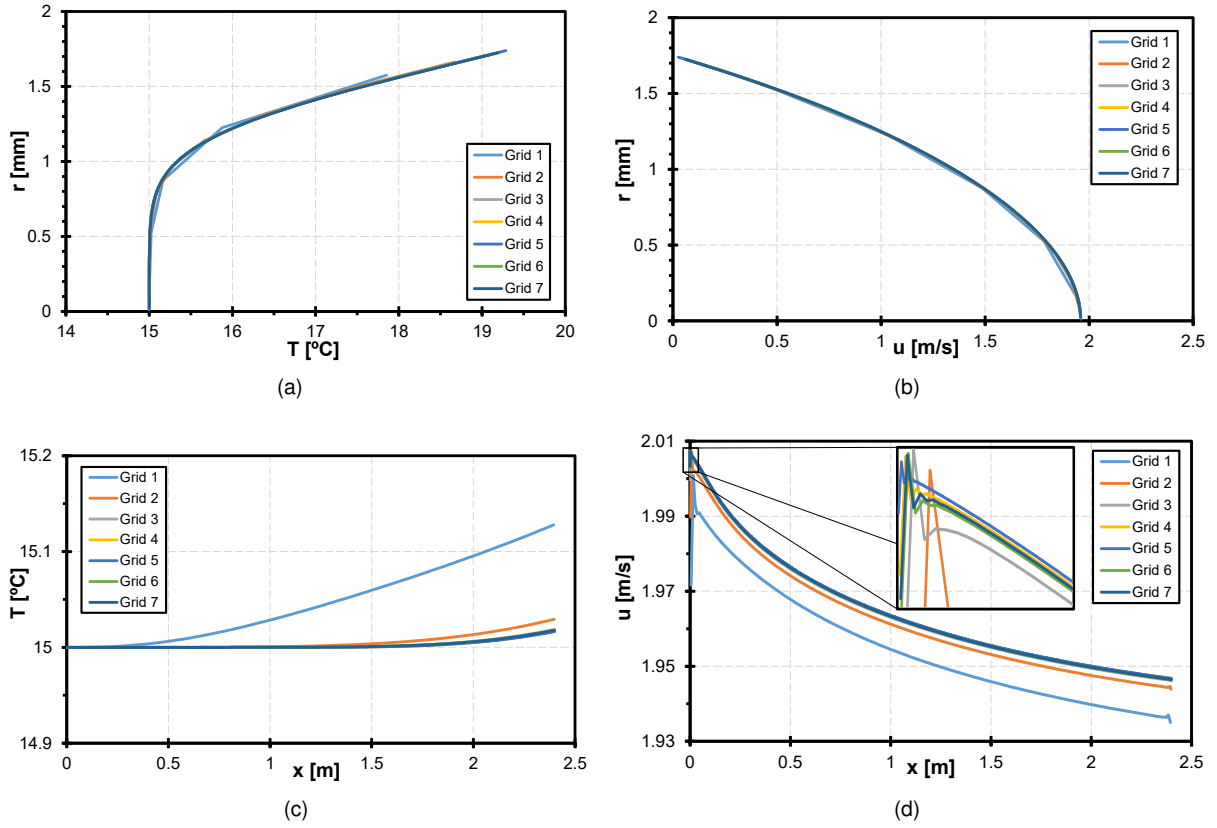 2
1.5
1
0.5
0
r [mm]
14 15 16 17 18 19 20
T [ºC]
Grid 1
Grid 2
Grid 3
Grid 4
Grid 5
Grid 6
Grid 7
(a)
2
1.5
1
0.5
0
r [mm]
0 0.5 1 1.5 2 2.5
u [m/s]
Grid 1
Grid 2
Grid 3
Grid 4
Grid 5
Grid 6
Grid 7
(b)
15.2
15.1
15
14.9
T [ºC]
0 0.5 1 1.5 2 2.5
x [m]
Grid 1
Grid 2
Grid 3
Grid 4
Grid 5
Grid 6
Grid 7
(c)
2.01
1.99
1.97
1.95
1.93
u [m/s]
0 0.5 1 1.5 2 2.5
x [m]
Grid 1
Grid 2
Grid 3
Grid 4
Grid 5
Grid 6
Grid 7
(d)